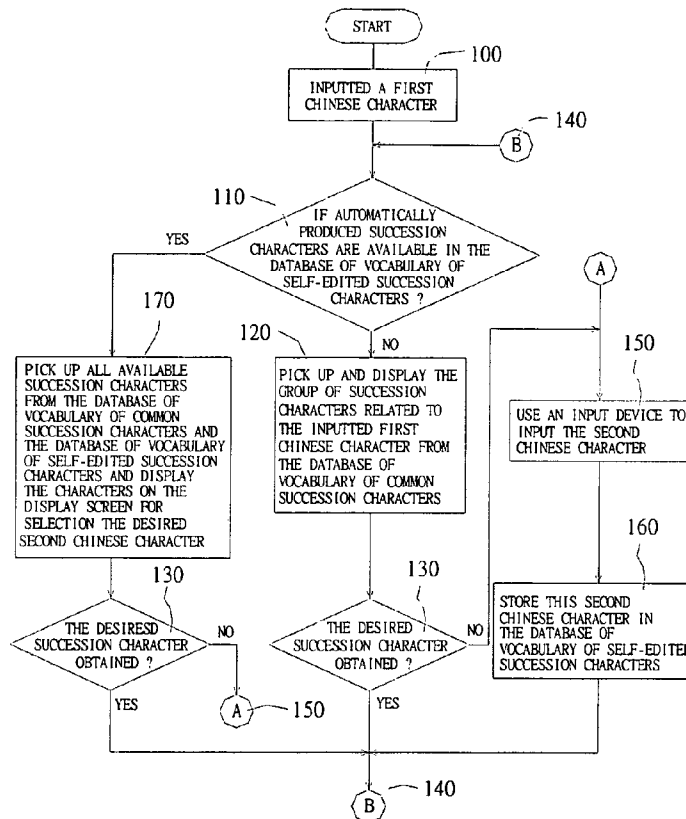 START
100
INPUTTED A FIRST
CHINESE CHARACTER
140
B
110
IF AUTOMATICALLY
PRODUCED SUCCESSION
CHARACTERS ARE AVAILABLE IN THE
DATABASE OF VOCABULARY OF
SELF-EDITED SUCCESSION
CHARACTERS ?
YES
NO
A
170
PICK UP ALL AVAILABLE
SUCCESSION CHARACTERS
FROM THE DATABASE OF
VOCABULARY OF COMMON
SUCCESSION CHARACTERS AND
THE DATABASE OF VOCABULARY
OF SELF-EDITED SUCCESSION
CHARACTERS AND DISPLAY
THE CHARACTERS ON THE
DISPLAY SCREEN FOR
SELECTION THE DESIRED
SECOND CHINESE CHARACTER
120
PICK UP AND DISPLAY THE
GROUP OF SUCCESSION
CHARACTERS RELATED TO
THE INPUTTED FIRST
CHINESE CHARACTER FROM
THE DATABASE OF
VOCABULARY OF COMMON
SUCCESSION CHARACTERS
150
USE AN INPUT DEVICE TO
INPUT THE SECOND
CHINESE CHARACTER
160
STORE THIS SECOND
CHINESE CHARACTER IN
THE DATABASE OF
VOCABULARY OF SELF-EDITED
SUCCESSION CHARACTERS
130
THE DESIRESD
SUCCESSION CHARACTER
OBTAINED ?
NO
YES
A
150
130
THE DESIRED
SUCCESSION CHARACTER
OBTAINED ?
NO
YES
B
140